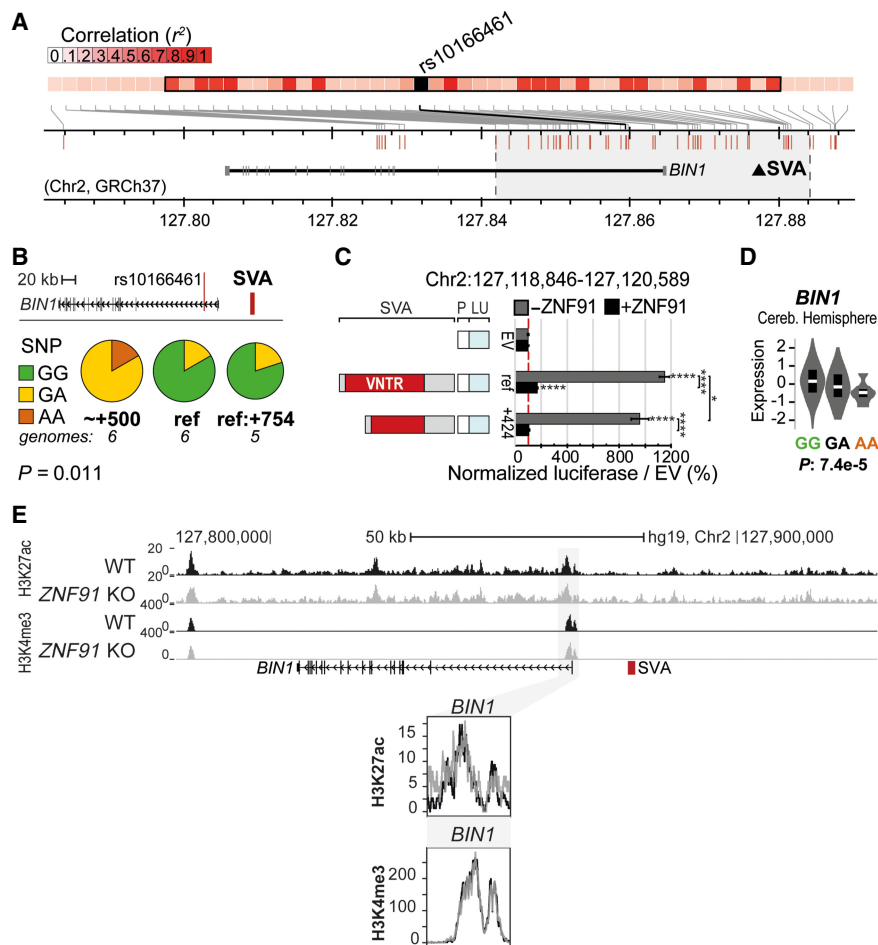 A
Correlation (r²)
0 .1 .2 .3 .4 .5 .6 .7 .8 .9 1
rs10166461
BIN1
SVA
(Chr2, GRCh37)
127.80 127.82 127.84 127.86 127.88
B
20 kb
rs10166461
SVA
BIN1
SNP
GG
GA
AA
~+500 ref ref:+754
genomes: 6 6 5
P = 0.011
C
Chr2:127,118,846-127,120,589
SVA P LU
−ZNF91 +ZNF91
EV
VNTR
ref
****
****
****
*
+424
****
****
0 400 800 1200
Normalized luciferase / EV (%)
D
BIN1
Cereb. Hemisphere
Expression
2
1
0
-1
-2
GG GA AA
P: 7.4e-5
E
127,800,000| 50 kb hg19, Chr2 |127,900,000
H3K27ac
20
WT
0
20
ZNF91 KO
0
H3K4me3
400
WT
0
400
ZNF91 KO
0
BIN1
SVA
BIN1
H3K27ac
15
10
5
0
BIN1
H3K4me3
200
100
0